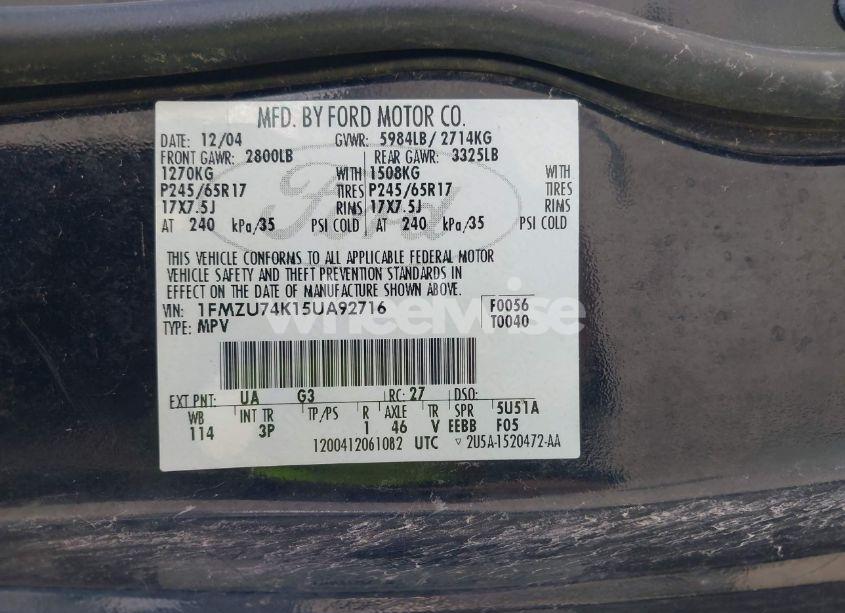 MFD. BY FORD MOTOR CO.
DATE: 12/04 GVWR: 5984LB / 2714KG
FRONT GAWR: 2800LB REAR GAWR: 3325LB
1270KG WITH 1508KG WITH
P245/65R17 TIRES P245/65R17 TIRES
17X7.5J RIMS 17X7.5J RIMS
AT 240 kPa/35 PSI COLD AT 240 kPa/35 PSI COLD
Ford
THIS VEHICLE CONFORMS TO ALL APPLICABLE FEDERAL MOTOR
VEHICLE SAFETY AND THEFT PREVENTION STANDARDS IN
EFFECT ON THE DATE OF MANUFACTURE SHOWN ABOVE.
VIN: 1FMZU74K15UA92716 F0056
TYPE: MPV T0040
wheelwise
EXT PNT: UA G3 RC: 27 DSO:
WB INT TR TP/PS R AXLE TR SPR 5U51A
114 3P 1 46 V EEBB F05
1200412061082 UTC ▽ 2U5A-1520472-AA